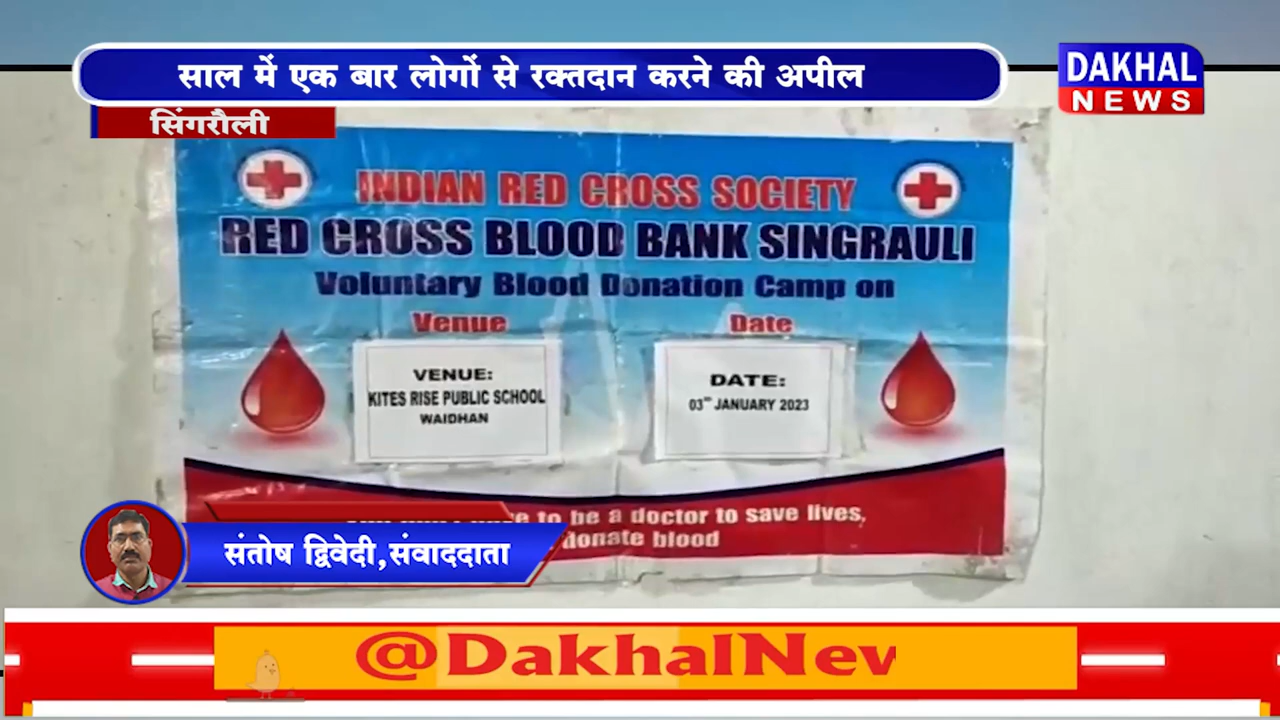 साल में एक बार लोगों से रक्तदान करने की अपील
DAKHAL
NEWS
सिंगरौली
INDIAN RED CROSS SOCIETY
RED CROSS BLOOD BANK SINGRAULI
Voluntary Blood Donation Camp on
Venue
Date
VENUE:
KITES RISE PUBLIC SCHOOL
WAIDHAN
DATE:
03RD JANUARY 2023
to be a doctor to save lives,
donate blood
संतोष द्विवेदी,संवाददाता
@DakhalNev